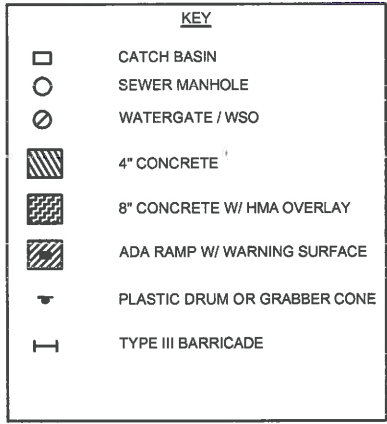 KEY
CATCH BASIN
SEWER MANHOLE
WATERGATE / WSO
4" CONCRETE
8" CONCRETE W/ HMA OVERLAY
ADA RAMP W/ WARNING SURFACE
PLASTIC DRUM OR GRABBER CONE
TYPE III BARRICADE